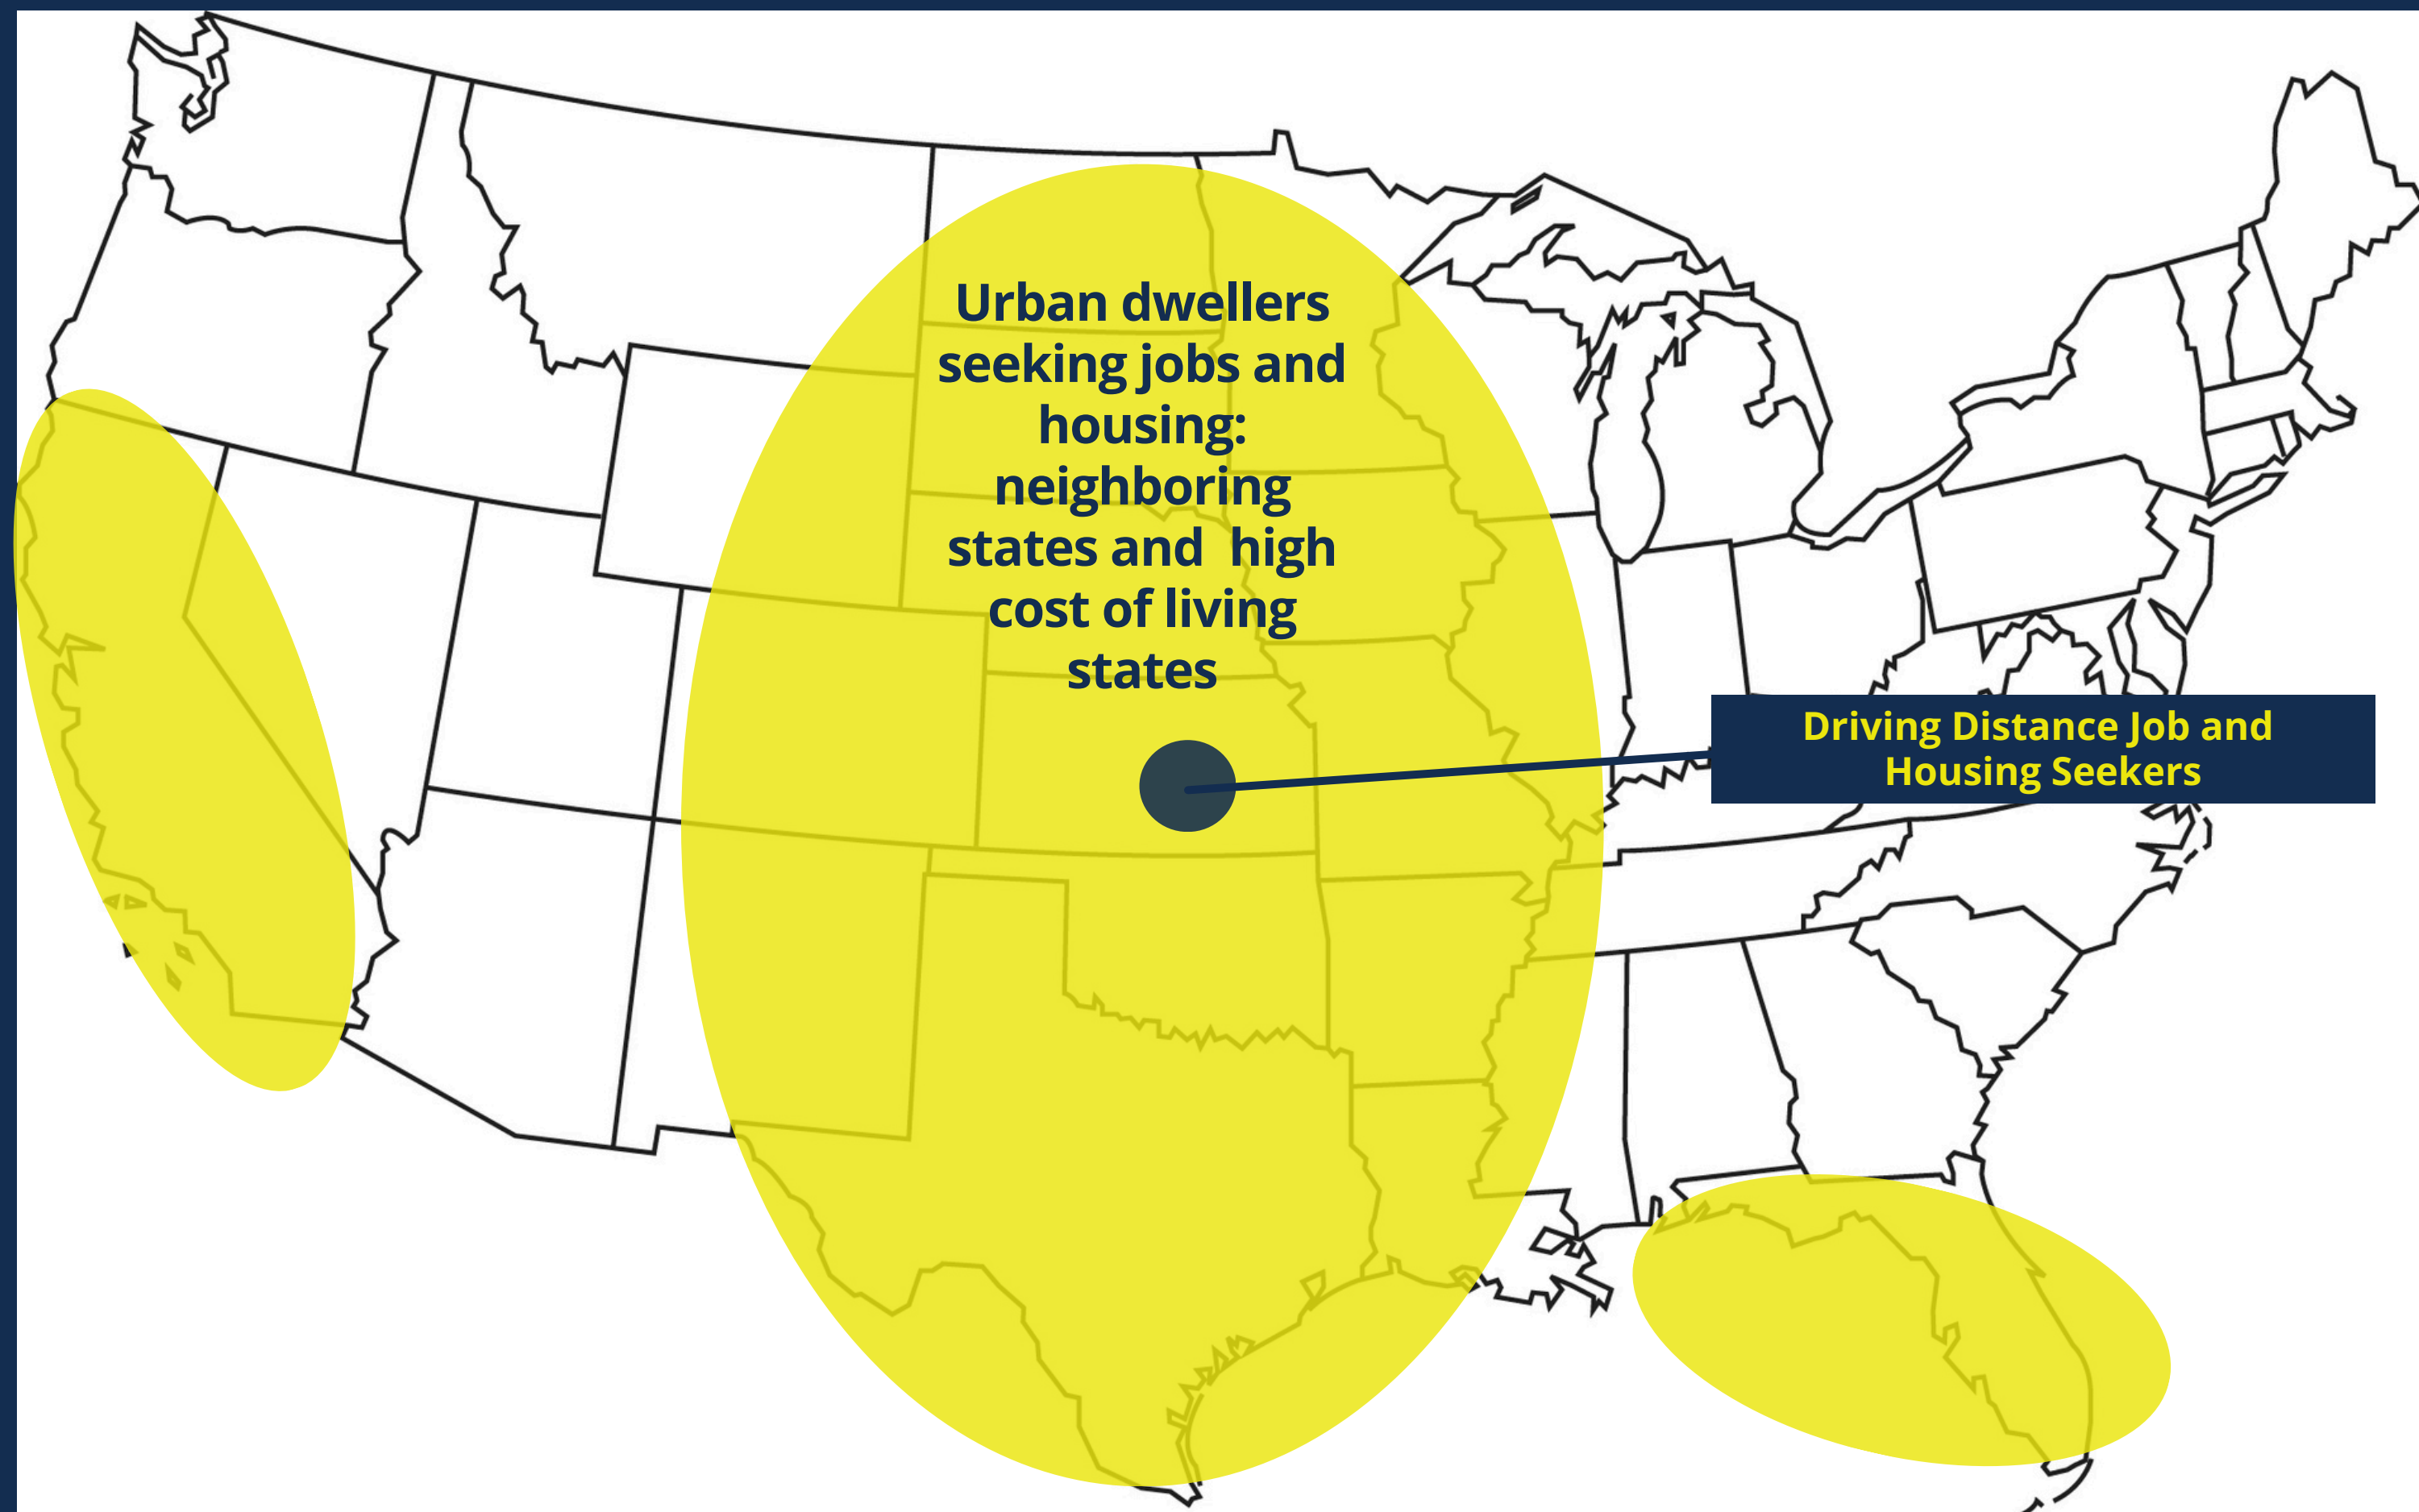 Urban dwellers
seeking jobs and
housing:
neighboring
states and  high
cost of living
states
Driving Distance Job and
Housing Seekers